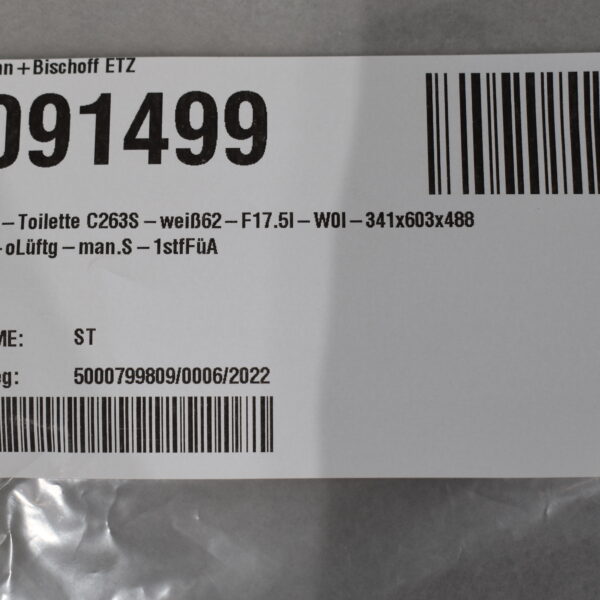 nn+Bischoff ETZ
091499
–Toilette C263S–weiß62–F17.5l–W0l–341x603x488
-oLüftg–man.S–1stfFüA
ME: ST
eg: 5000799809/0006/2022